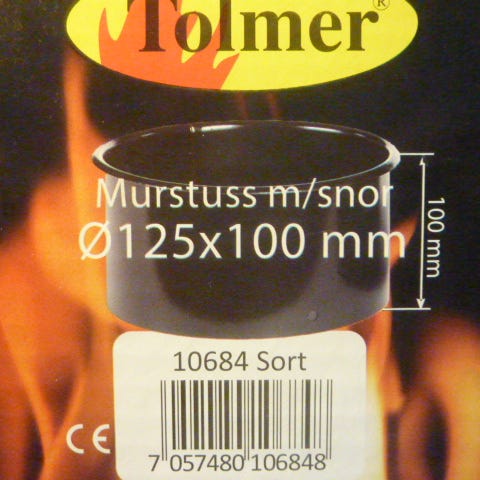 Tolmer®
Murstuss m/snor
Ø125x100 mm
100 mm
10684 Sort
CE
7 057480 106848